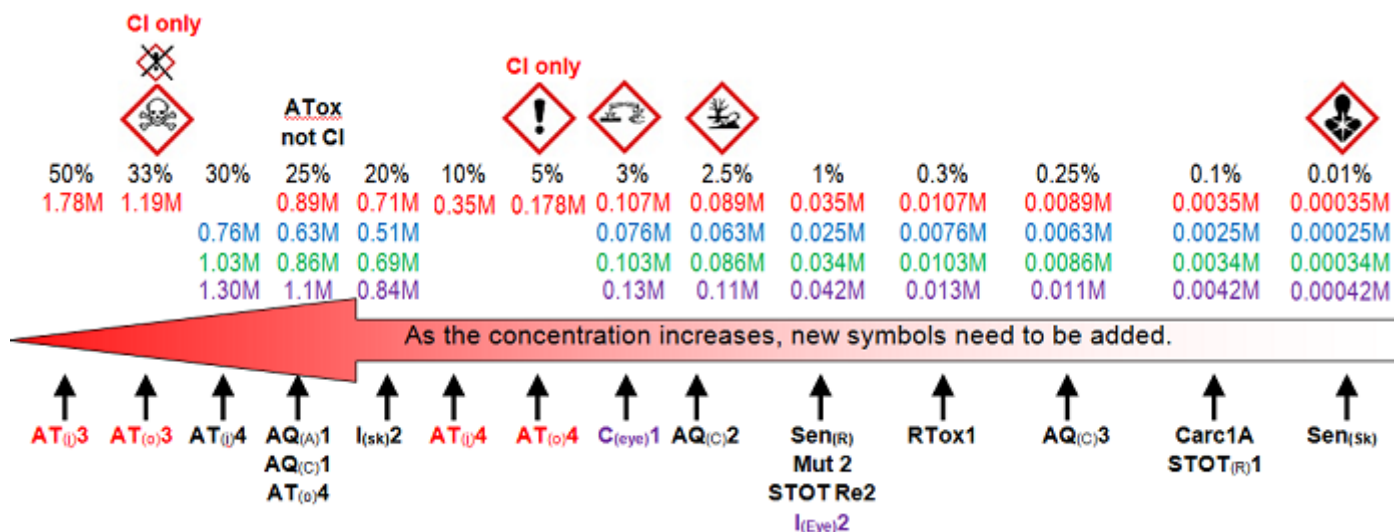 CI only
CI only
ATox
not CI
50% 33% 30% 25% 20% 10% 5% 3% 2.5% 1% 0.3% 0.25% 0.1% 0.01%
1.78M 1.19M 0.89M 0.71M 0.35M 0.178M 0.107M 0.089M 0.035M 0.0107M 0.0089M 0.0035M 0.00035M
0.76M 0.63M 0.51M 0.076M 0.063M 0.025M 0.0076M 0.0063M 0.0025M 0.00025M
1.03M 0.86M 0.69M 0.103M 0.086M 0.034M 0.0103M 0.0086M 0.0034M 0.00034M
1.30M 1.1M 0.84M 0.13M 0.11M 0.042M 0.013M 0.011M 0.0042M 0.00042M
As the concentration increases, new symbols need to be added.
AT(i)3 AT(o)3 AT(i)4 AQ(A)1 I(sk)2 AT(i)4 AT(o)4 C(eye)1 AQ(C)2 Sen(R) RTox1 AQ(C)3 Carc1A Sen(Sk)
AQ(C)1 Mut 2 STOT(R)1
AT(o)4 STOT Re2
I(Eye)2